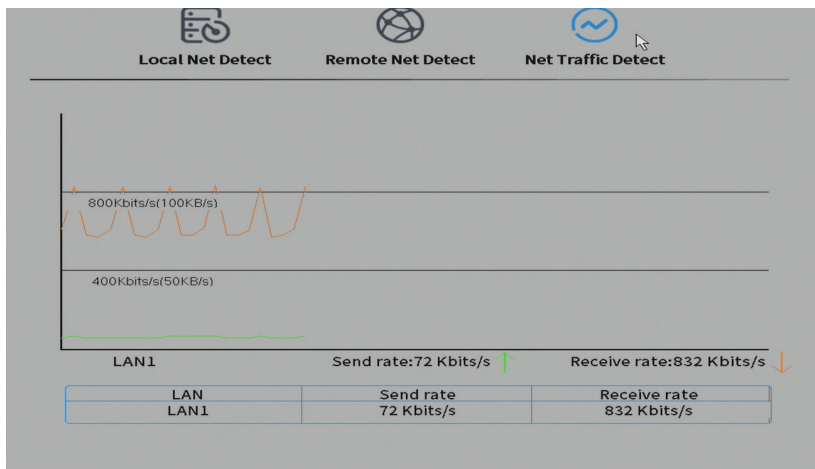 Local Net Detect Remote Net Detect Net Traffic Detect
800Kbits/s(100KB/s)
400Kbits/s(50KB/s)
LAN1 Send rate:72 Kbits/s Receive rate:832 Kbits/s
LAN Send rate Receive rate
LAN1 72 Kbits/s 832 Kbits/s